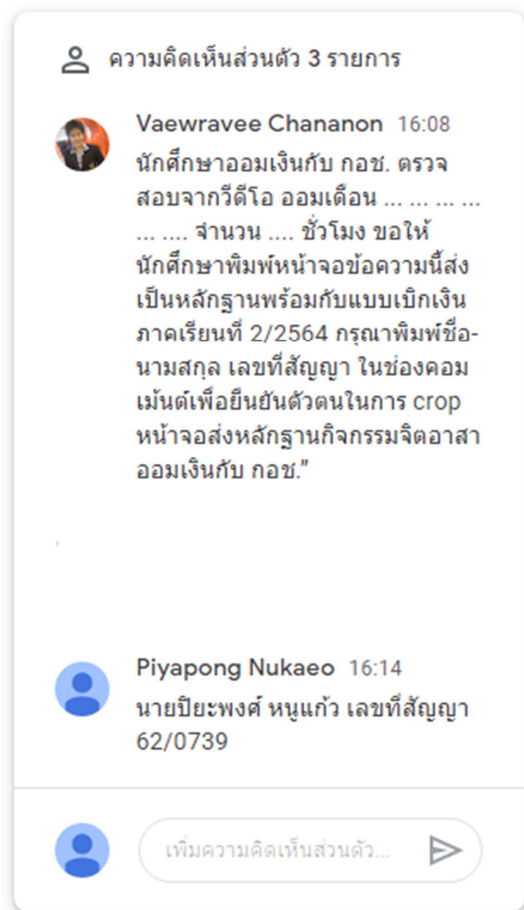 ความคิดเห็นส่วนตัว 3 รายการ
Vaewravee Chananon 16:08
นักศึกษาออมเงินกับ กอช. ตรวจ
สอบจากวีดีโอ ออมเดือน ... ... ... ...
... .... จำนวน .... ชั่วโมง ขอให้
นักศึกษาพิมพ์หน้าจอข้อความนี้ส่ง
เป็นหลักฐานพร้อมกับแบบเบิกเงิน
ภาคเรียนที่ 2/2564 กรุณาพิมพ์ชื่อ-
นามสกุล เลขที่สัญญา ในช่องคอม
เม้นต์เพื่อยืนยันตัวตนในการ crop
หน้าจอส่งหลักฐานกิจกรรมจิตอาสา
ออมเงินกับ กอช.”
Piyapong Nukaeo 16:14
นายปิยะพงศ์ หนูแก้ว เลขที่สัญญา
62/0739
เพิ่มความคิดเห็นส่วนตัว...